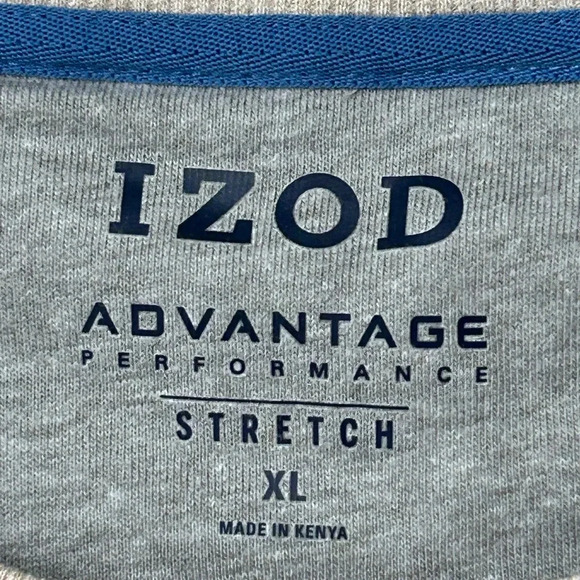 IZOD
ADVANTAGE
PERFORMANCE
STRETCH
XL
MADE IN KENYA